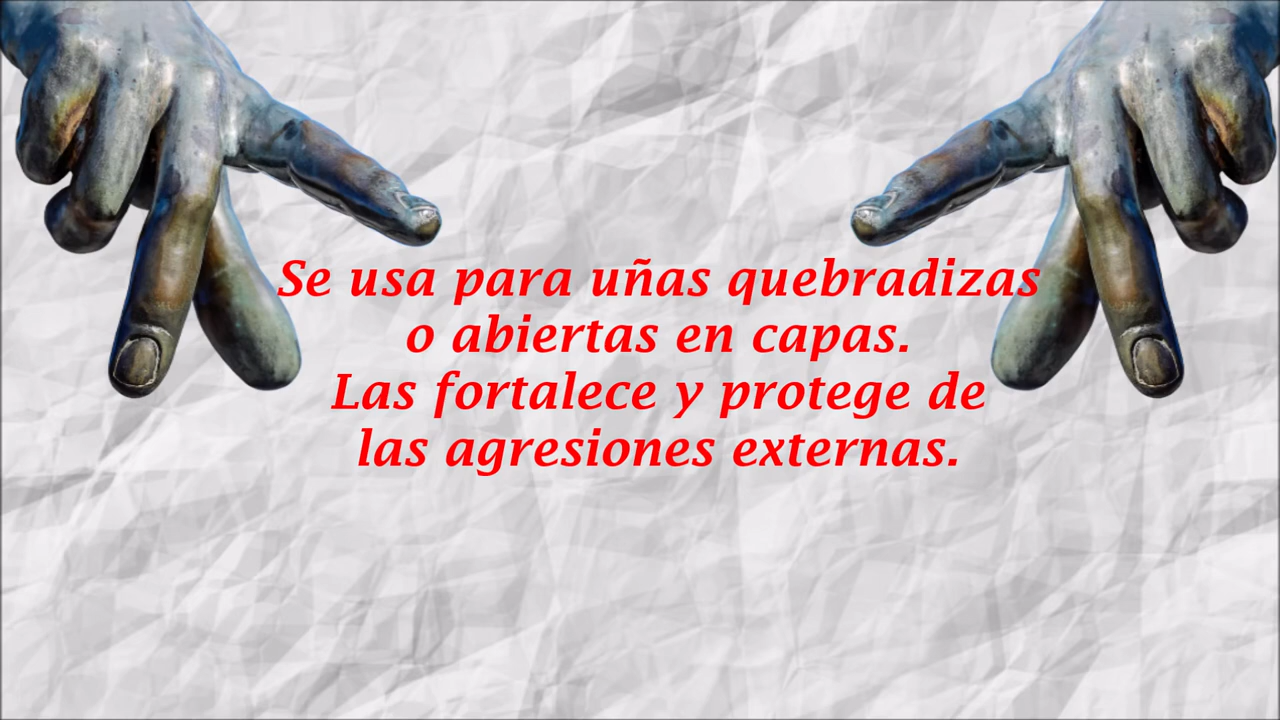 Se usa para uñas quebradizas
o abiertas en capas.
Las fortalece y protege de
las agresiones externas.